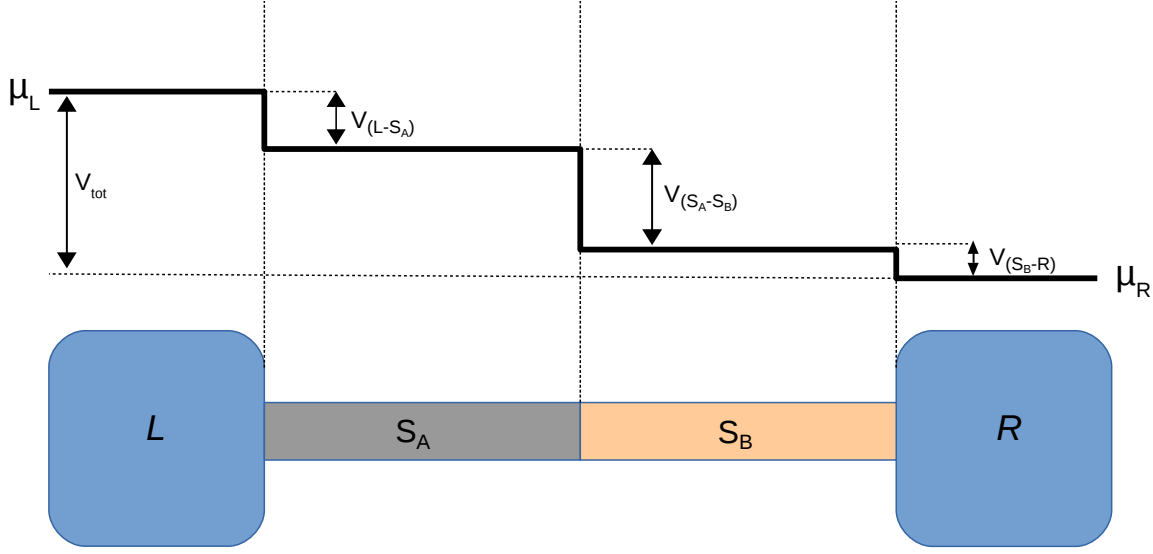 μL
V(L-SA)
Vtot
V(SA-SB)
V(SB-R)
μR
L
SA
SB
R